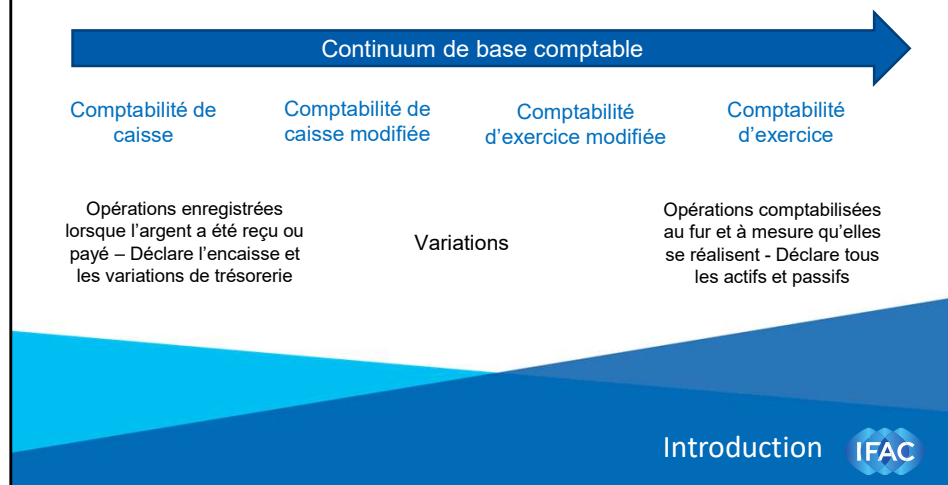 Continuum de base comptable
Comptabilité de
caisse
Comptabilité de
caisse modifiée
Comptabilité
d’exercice modifiée
Comptabilité
d’exercice
Opérations enregistrées
lorsque l’argent a été reçu ou
payé – Déclare l’encaisse et
les variations de trésorerie
Variations
Opérations comptabilisées
au fur et à mesure qu’elles
se réalisent - Déclare tous
les actifs et passifs
Introduction
IFAC